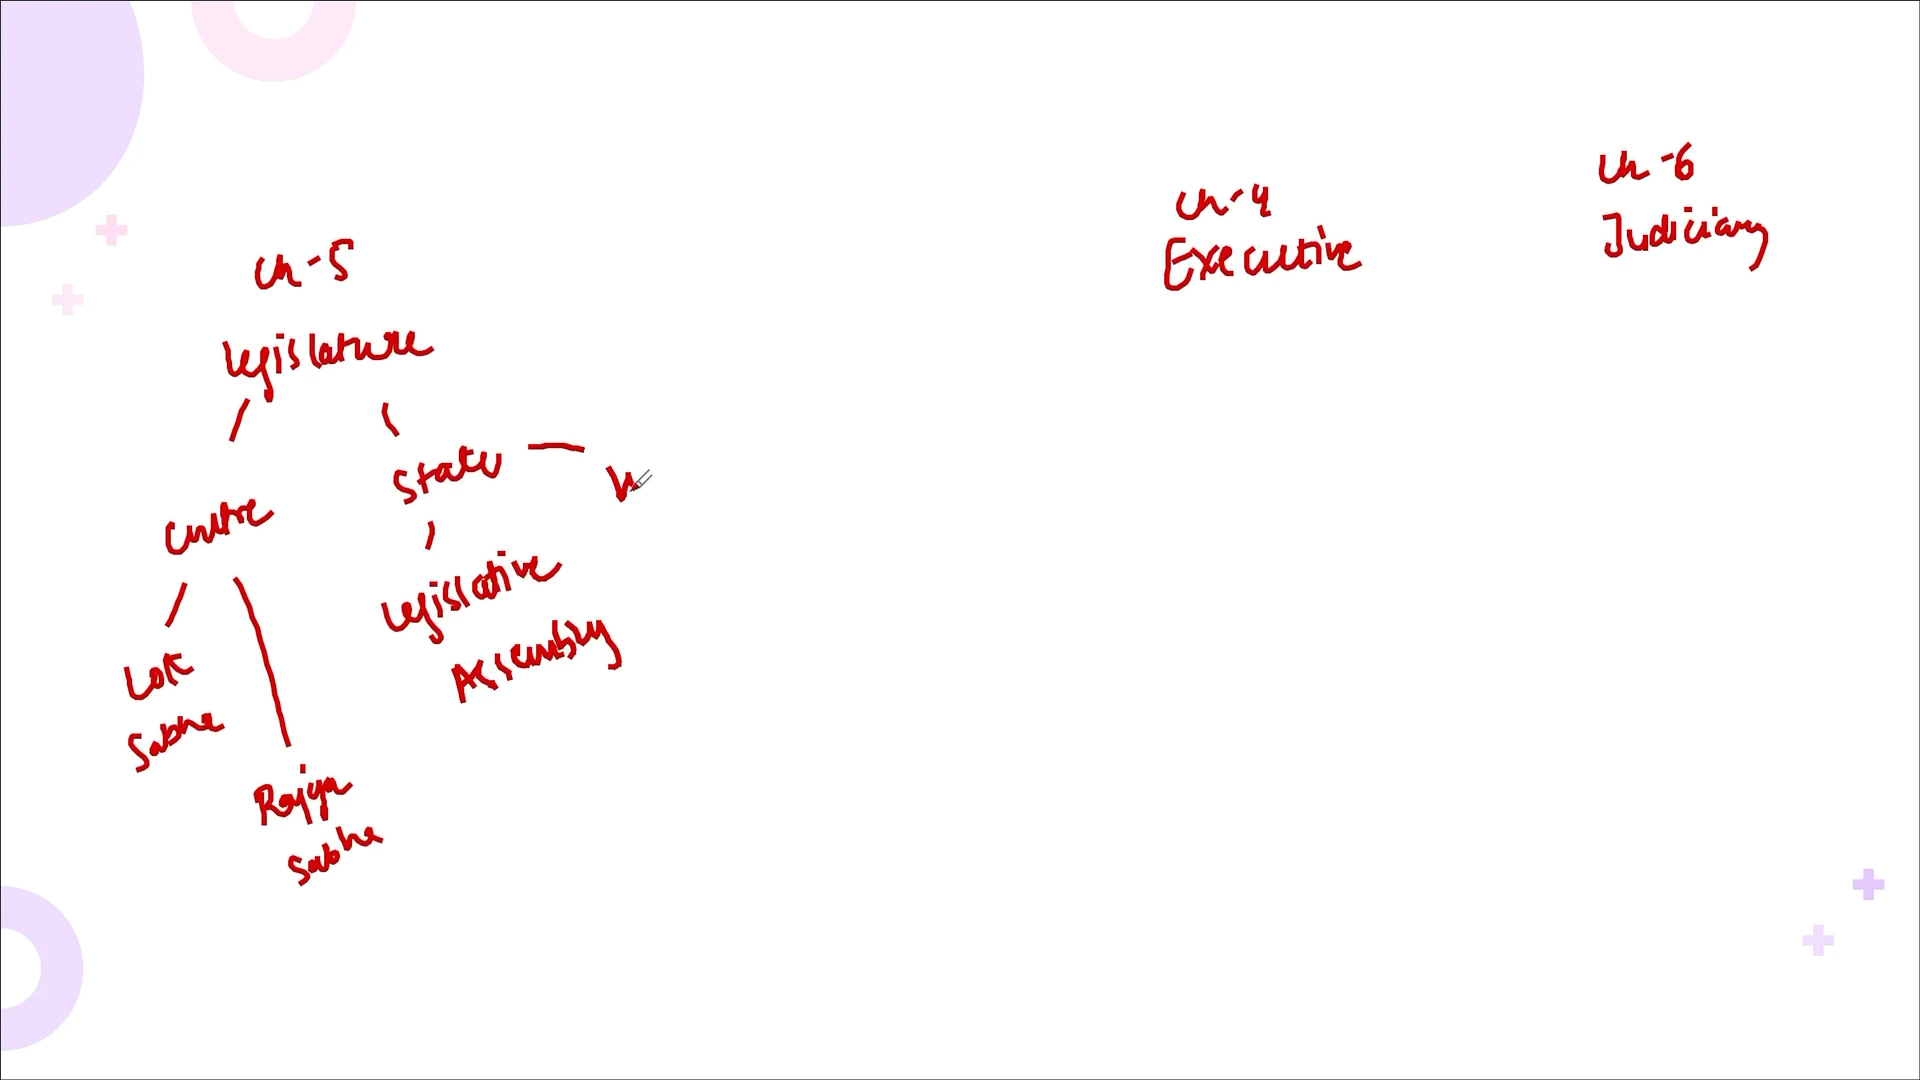 Ch-5
Legislature
Centre
State
Lok
Sabha
Rajya
Sabha
Legislative
Assembly
Ch-4
Executive
Ch-6
Judiciary